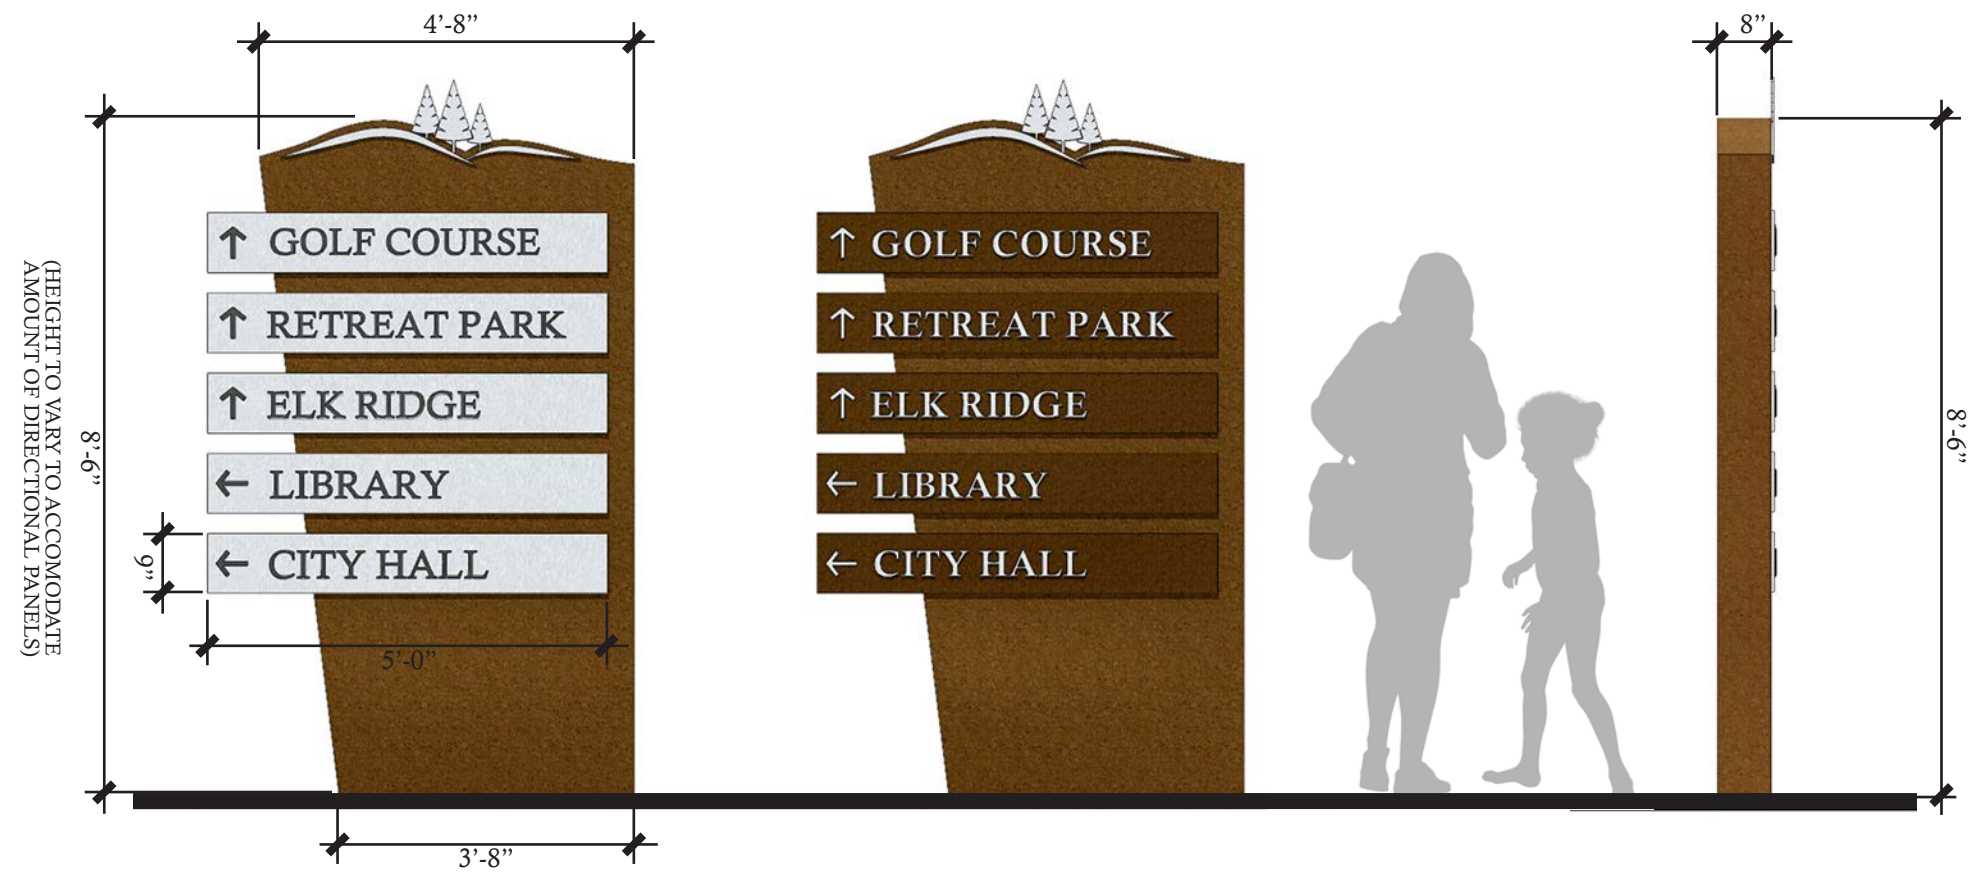 4’-8”
8”
↑ GOLF COURSE
↑ RETREAT PARK
↑ ELK RIDGE
← LIBRARY
← CITY HALL
↑ GOLF COURSE
↑ RETREAT PARK
↑ ELK RIDGE
← LIBRARY
← CITY HALL
(HEIGHT TO VARY TO ACCOMODATE
AMOUNT OF DIRECTIONAL PANELS)
8’-6”
9”
5’-0”
3’-8”
8’-6”